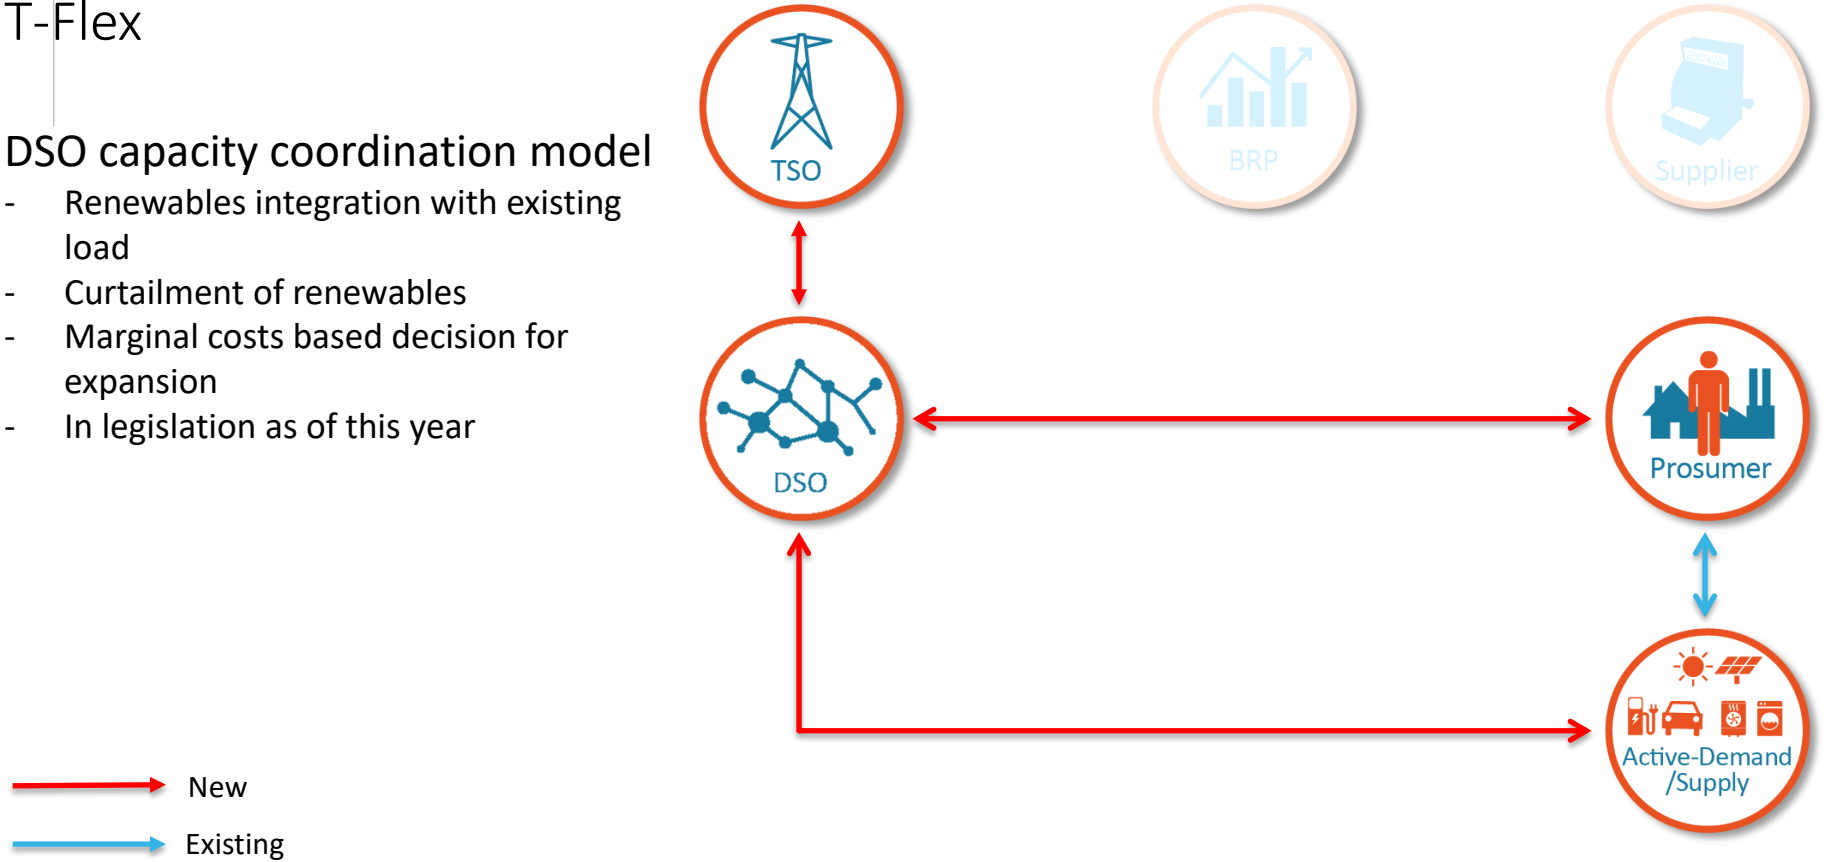 T-Flex
DSO capacity coordination model
- Renewables integration with existing
load
- Curtailment of renewables
- Marginal costs based decision for
expansion
- In legislation as of this year
TSO
BRP
Supplier
DSO
Prosumer
Active-Demand
/Supply
New
Existing